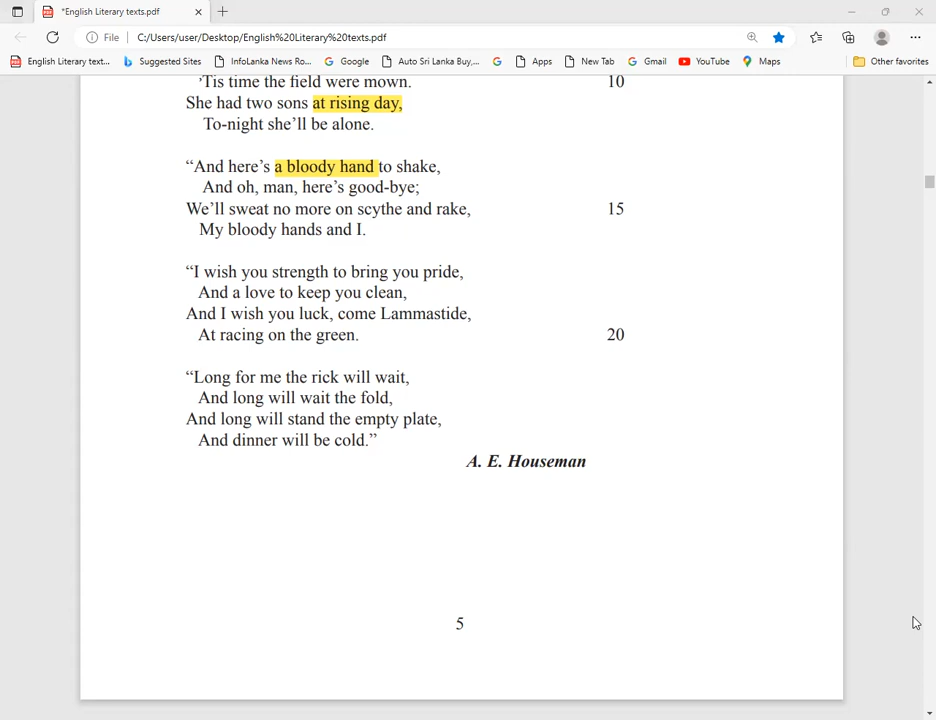 *English Literary texts.pdf
File
C:/Users/user/Desktop/English%20Literary%20texts.pdf
English Literary text... Suggested Sites InfoLanka News Ro... Google Auto Sri Lanka Buy,... Apps New Tab Gmail YouTube Maps Other favorites
'Tis time the field were mown. 10
She had two sons at rising day,
To-night she'll be alone.
“And here's a bloody hand to shake,
And oh, man, here's good-bye;
We'll sweat no more on scythe and rake, 15
My bloody hands and I.
“I wish you strength to bring you pride,
And a love to keep you clean,
And I wish you luck, come Lammastide,
At racing on the green. 20
“Long for me the rick will wait,
And long will wait the fold,
And long will stand the empty plate,
And dinner will be cold.”
A. E. Houseman
5